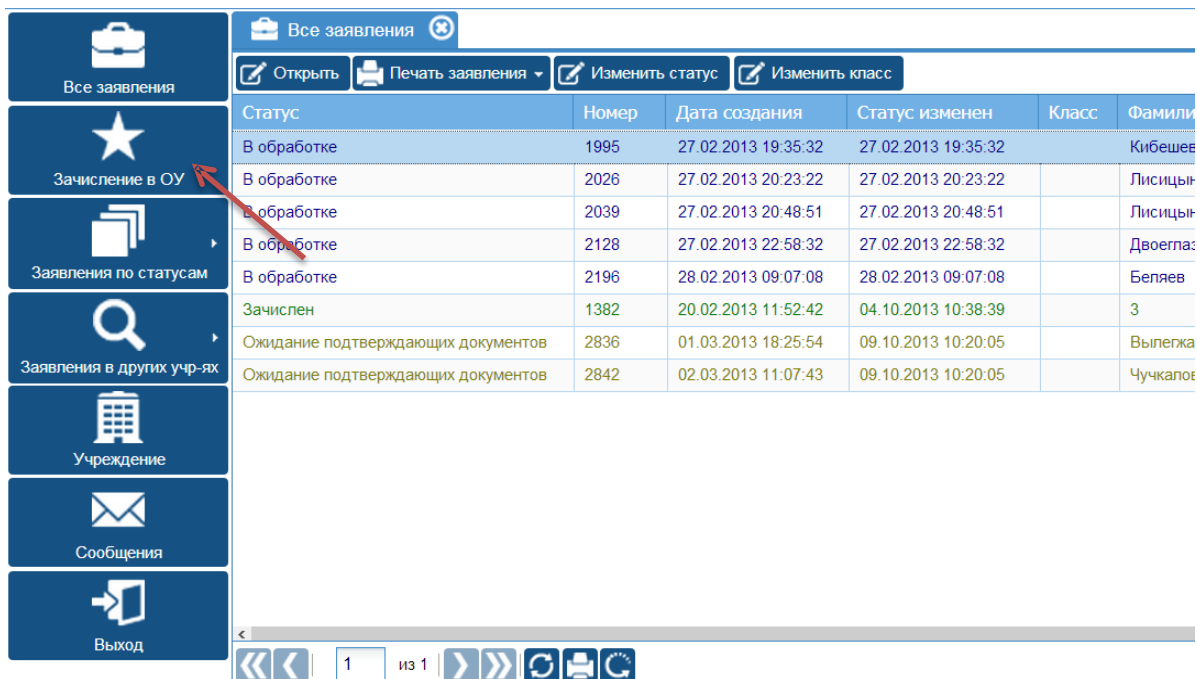 Все заявления
Зачисление в ОУ
Заявления по статусам
Заявления в других учр-ях
Учреждение
Сообщения
Выход
Все заявления
Открыть Печать заявления Изменить статус Изменить класс
Статус Номер Дата создания Статус изменен Класс Фамили
В обработке 1995 27.02.2013 19:35:32 27.02.2013 19:35:32 Кибешев
В обработке 2026 27.02.2013 20:23:22 27.02.2013 20:23:22 Лисицын
В обработке 2039 27.02.2013 20:48:51 27.02.2013 20:48:51 Лисицын
В обработке 2128 27.02.2013 22:58:32 27.02.2013 22:58:32 Двоеглаз
В обработке 2196 28.02.2013 09:07:08 28.02.2013 09:07:08 Беляев
Зачислен 1382 20.02.2013 11:52:42 04.10.2013 10:38:39 3
Ожидание подтверждающих документов 2836 01.03.2013 18:25:54 09.10.2013 10:20:05 Выпегжа
Ожидание подтверждающих документов 2842 02.03.2013 11:07:43 09.10.2013 10:20:05 Чучкалов
1 из 1